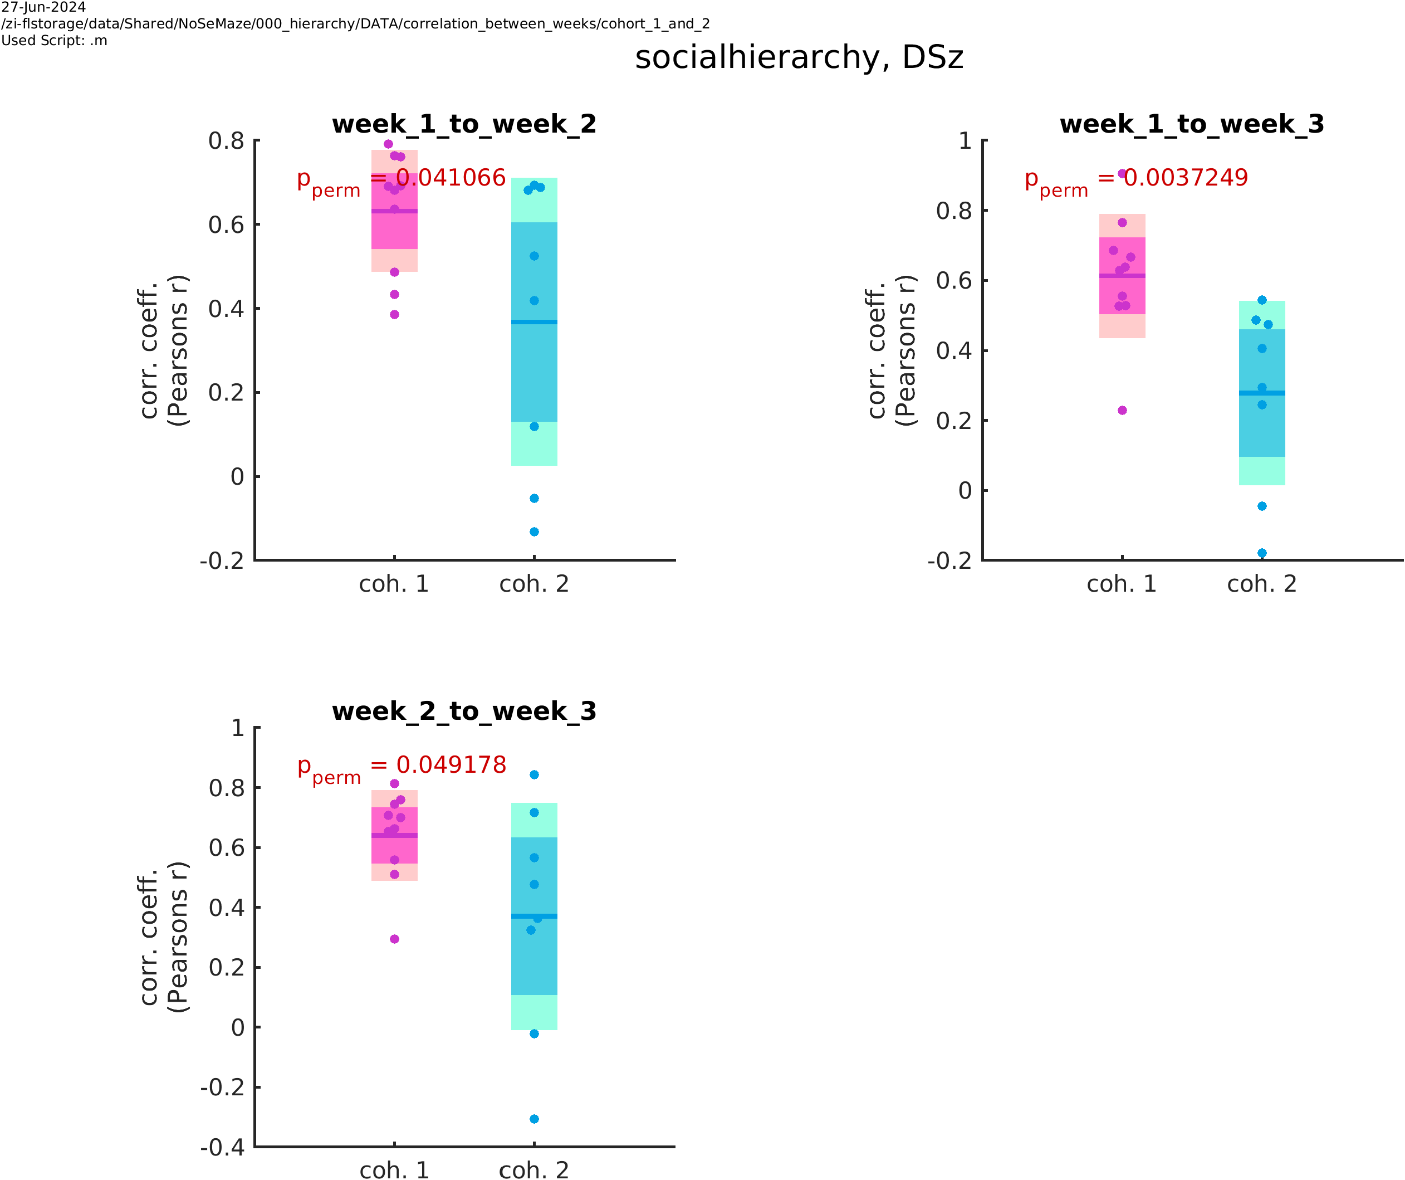 27-Jun-2024
/zi-flstorage/data/Shared/NoSeMaze/000_hierarchy/DATA/correlation_between_weeks/cohort_1_and_2
Used Script: .m
socialhierarchy, DSz
week_1_to_week_2
p_perm = 0.041066
corr. coeff.
(Pearsons r)
0.8
0.6
0.4
0.2
0
-0.2
coh. 1
coh. 2
week_1_to_week_3
p_perm = 0.0037249
corr. coeff.
(Pearsons r)
1
0.8
0.6
0.4
0.2
0
-0.2
coh. 1
coh. 2
week_2_to_week_3
p_perm = 0.049178
corr. coeff.
(Pearsons r)
1
0.8
0.6
0.4
0.2
0
-0.2
-0.4
coh. 1
coh. 2